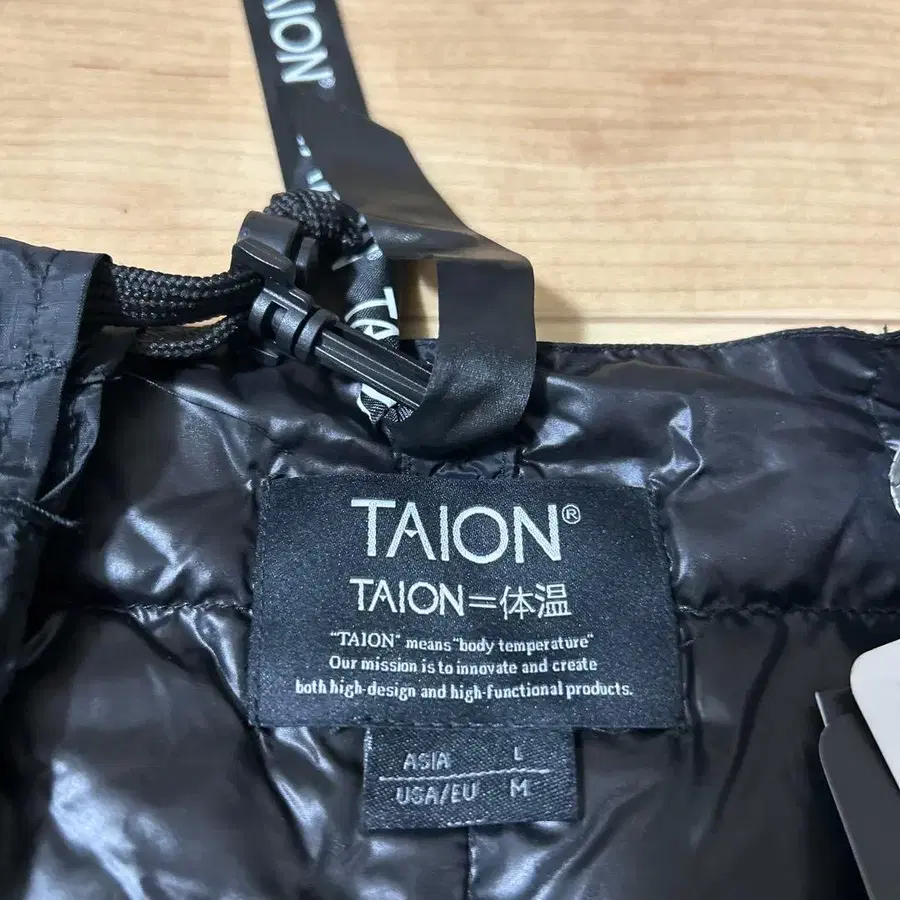 TAION®
TAION®
TAION=体温
"TAION" means "body temperature"
Our mission is to innovate and create
both high-design and high-functional products.
ASIA L
USA/EU M